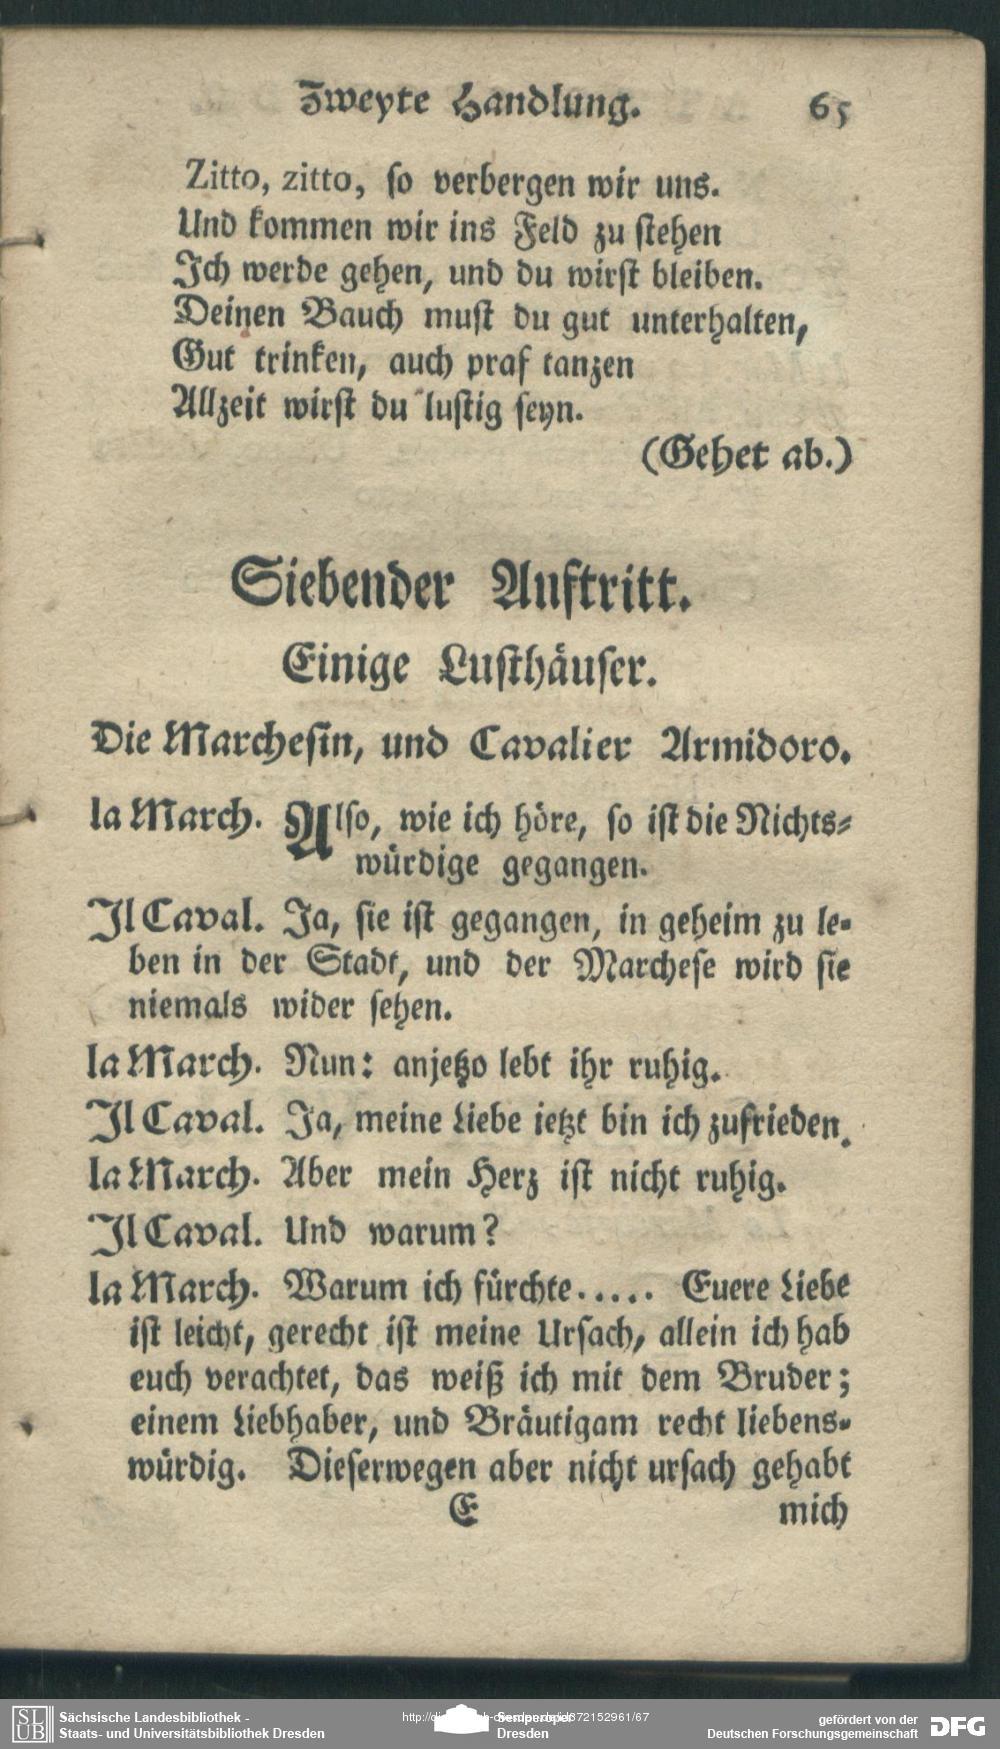 Zweyte Handlung. 65
Zitto, zitto, so verbergen wir uns.
Und kommen wir ins Feld zu stehen
Ich werde gehen, und du wirst bleiben.
Deinen Bauch must du gut unterhalten,
Gut trinken, auch praf tanzen
Allzeit wirst du lustig seyn.
(Gehet ab.)
Siebender Auftritt.
Einige Lusthäuser.
Die Marchesin, und Cavalier Armidoro.
la March. Also, wie ich höre, so ist die Nichts-
würdige gegangen.
Il Caval. Ja, sie ist gegangen, in geheim zu le-
ben in der Stadt, und der Marchese wird sie
niemals wider sehen.
la March. Nun: anjetzo lebt ihr ruhig.
Il Caval. Ja, meine Liebe ietzt bin ich zufrieden.
la March. Aber mein Herz ist nicht ruhig.
Il Caval. Und warum?
la March. Warum ich fürchte..... Euere Liebe
ist leicht, gerecht ist meine Ursach, allein ich hab
euch verachtet, das weiß ich mit dem Bruder;
einem Liebhaber, und Bräutigam recht liebens-
würdig. Dieserwegen aber nicht ursach gehabt
E mich
SLUB
Sächsische Landesbibliothek -
Staats- und Universitätsbibliothek Dresden
Semperoper
Dresden
gefördert von der
Deutschen Forschungsgemeinschaft
DFG